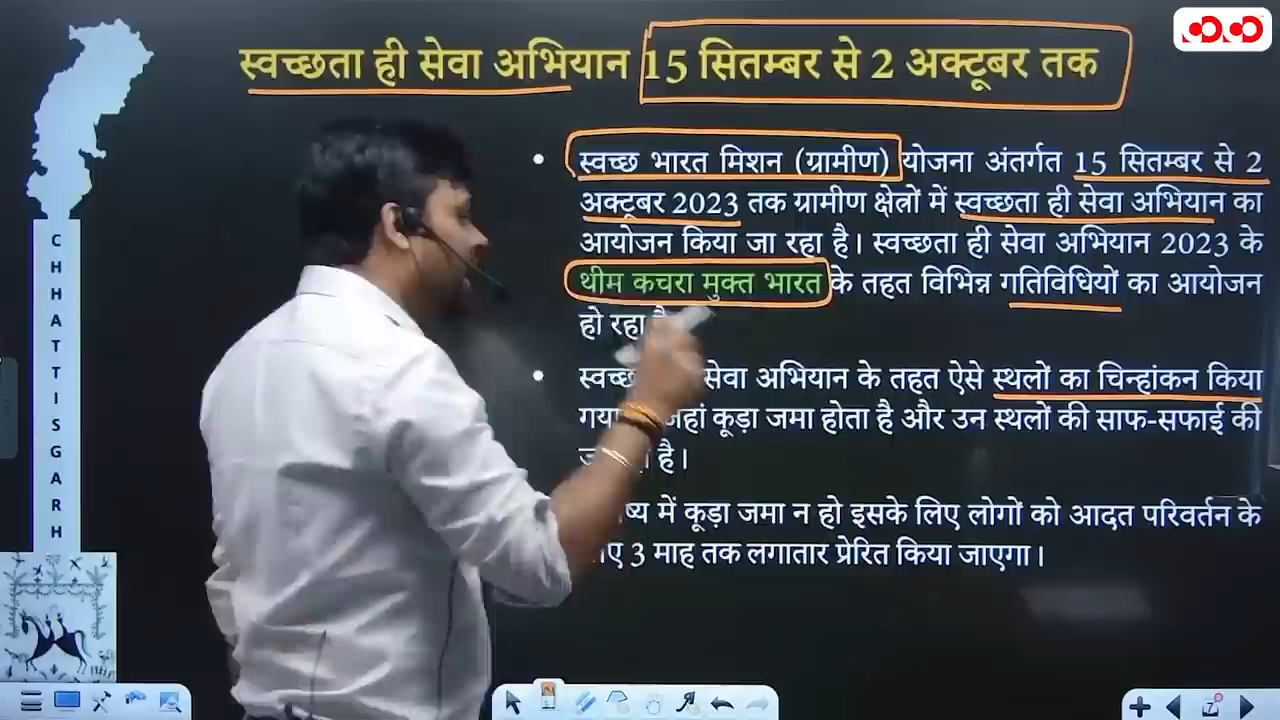 स्वच्छता ही सेवा अभियान 15 सितम्बर से 2 अक्टूबर तक
स्वच्छ भारत मिशन (ग्रामीण) योजना अंतर्गत 15 सितम्बर से 2
अक्टूबर 2023 तक ग्रामीण क्षेत्रों में स्वच्छता ही सेवा अभियान का
आयोजन किया जा रहा है। स्वच्छता ही सेवा अभियान 2023 के
थीम कचरा मुक्त भारत के तहत विभिन्न गतिविधियों का आयोजन
हो रहा
सेवा अभियान के तहत ऐसे स्थलों का चिन्हांकन किया
कूड़ा जमा होता है और उन स्थलों की साफ-सफाई की
है।
में कूड़ा जमा न हो इसके लिए लोगों को आदत परिवर्तन के
3 माह तक लगातार प्रेरित किया जाएगा।
CHHATTISGARH